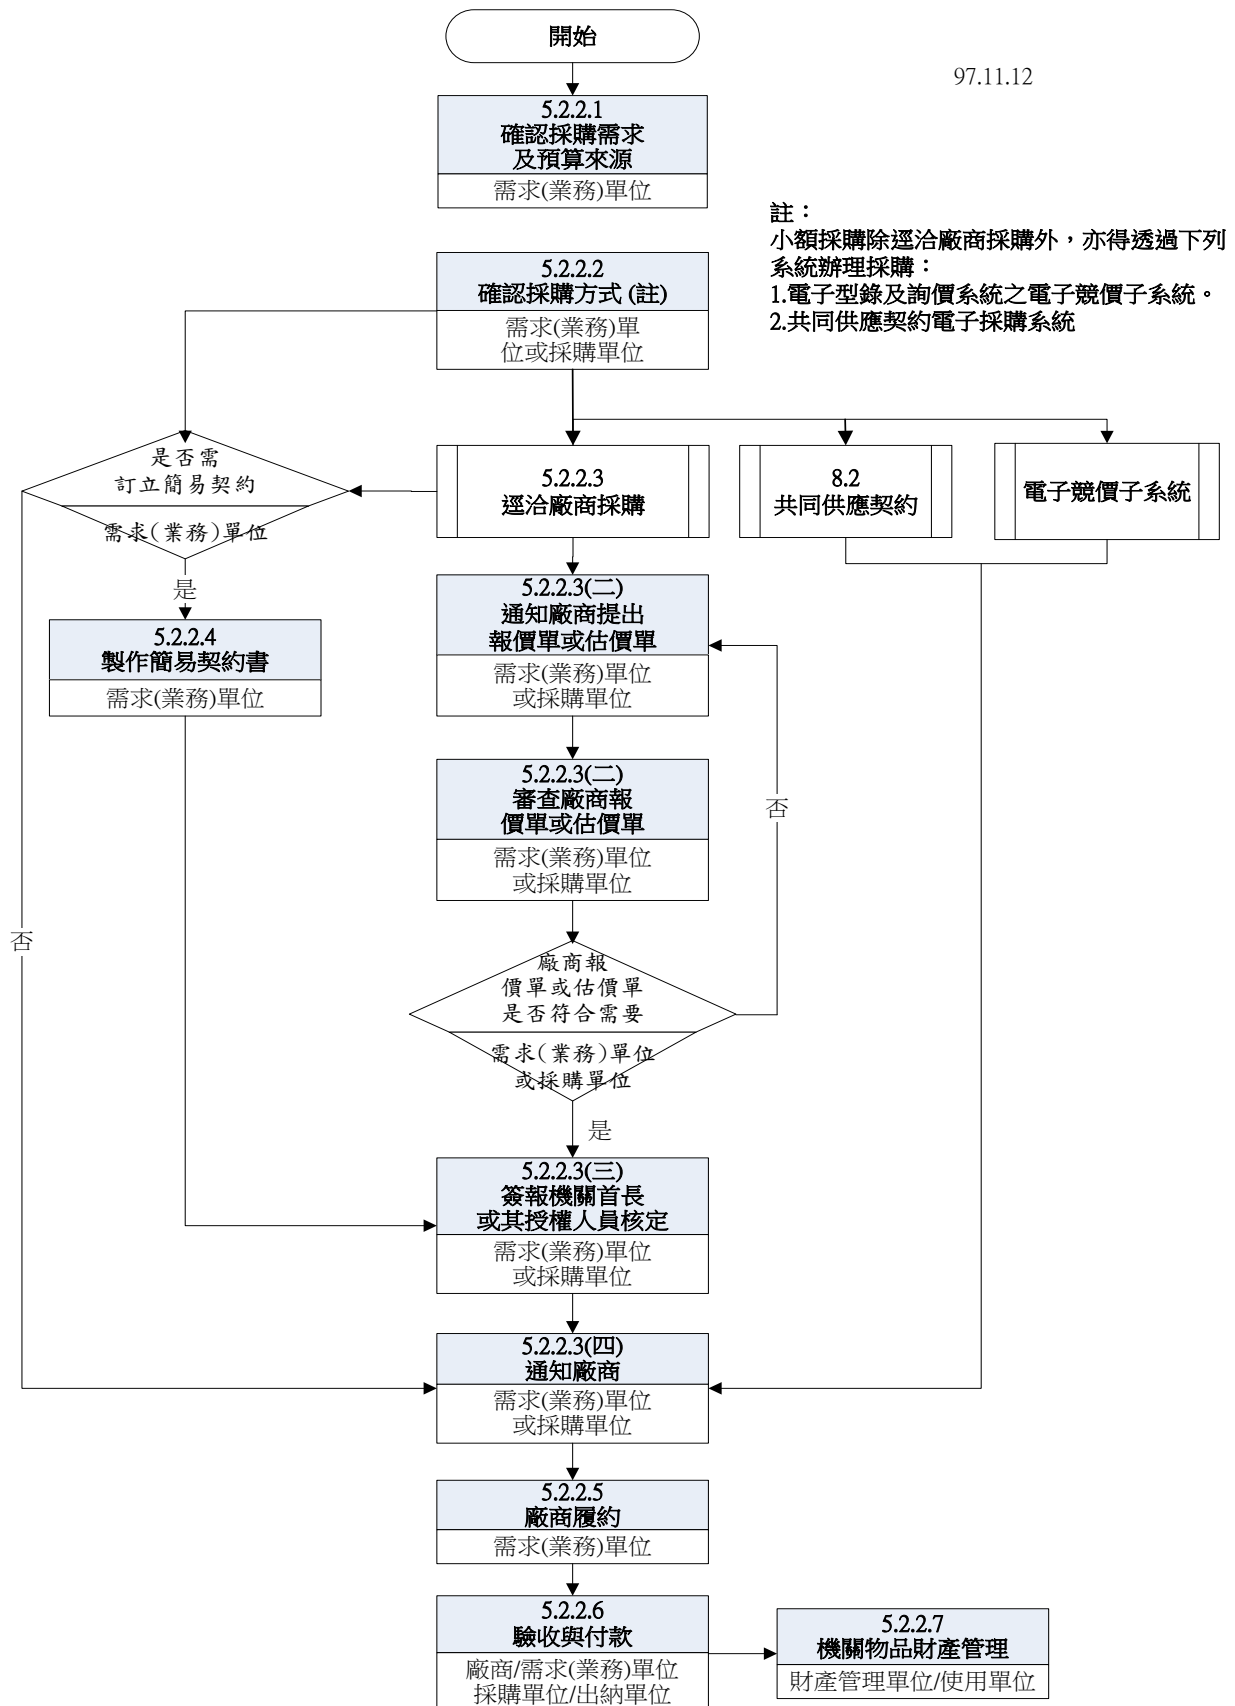 開始
97.11.12
5.2.2.1
確認採購需求
及預算來源
需求(業務)單位
註：
小額採購除逕洽廠商採購外，亦得透過下列
系統辦理採購：
1.電子型錄及詢價系統之電子競價子系統。
2.共同供應契約電子採購系統
5.2.2.2
確認採購方式 (註)
需求(業務)單
位或採購單位
是否需
訂立簡易契約
需求(業務)單位
5.2.2.3
逕洽廠商採購
8.2
共同供應契約
電子競價子系統
是
5.2.2.4
製作簡易契約書
需求(業務)單位
5.2.2.3(二)
通知廠商提出
報價單或估價單
需求(業務)單位
或採購單位
5.2.2.3(二)
審查廠商報
價單或估價單
需求(業務)單位
或採購單位
否
否
廠商報
價單或估價單
是否符合需要
需求(業務)單位
或採購單位
是
5.2.2.3(三)
簽報機關首長
或其授權人員核定
需求(業務)單位
或採購單位
5.2.2.3(四)
通知廠商
需求(業務)單位
或採購單位
5.2.2.5
廠商履約
需求(業務)單位
5.2.2.6
驗收與付款
廠商/需求(業務)單位
採購單位/出納單位
5.2.2.7
機關物品財產管理
財產管理單位/使用單位